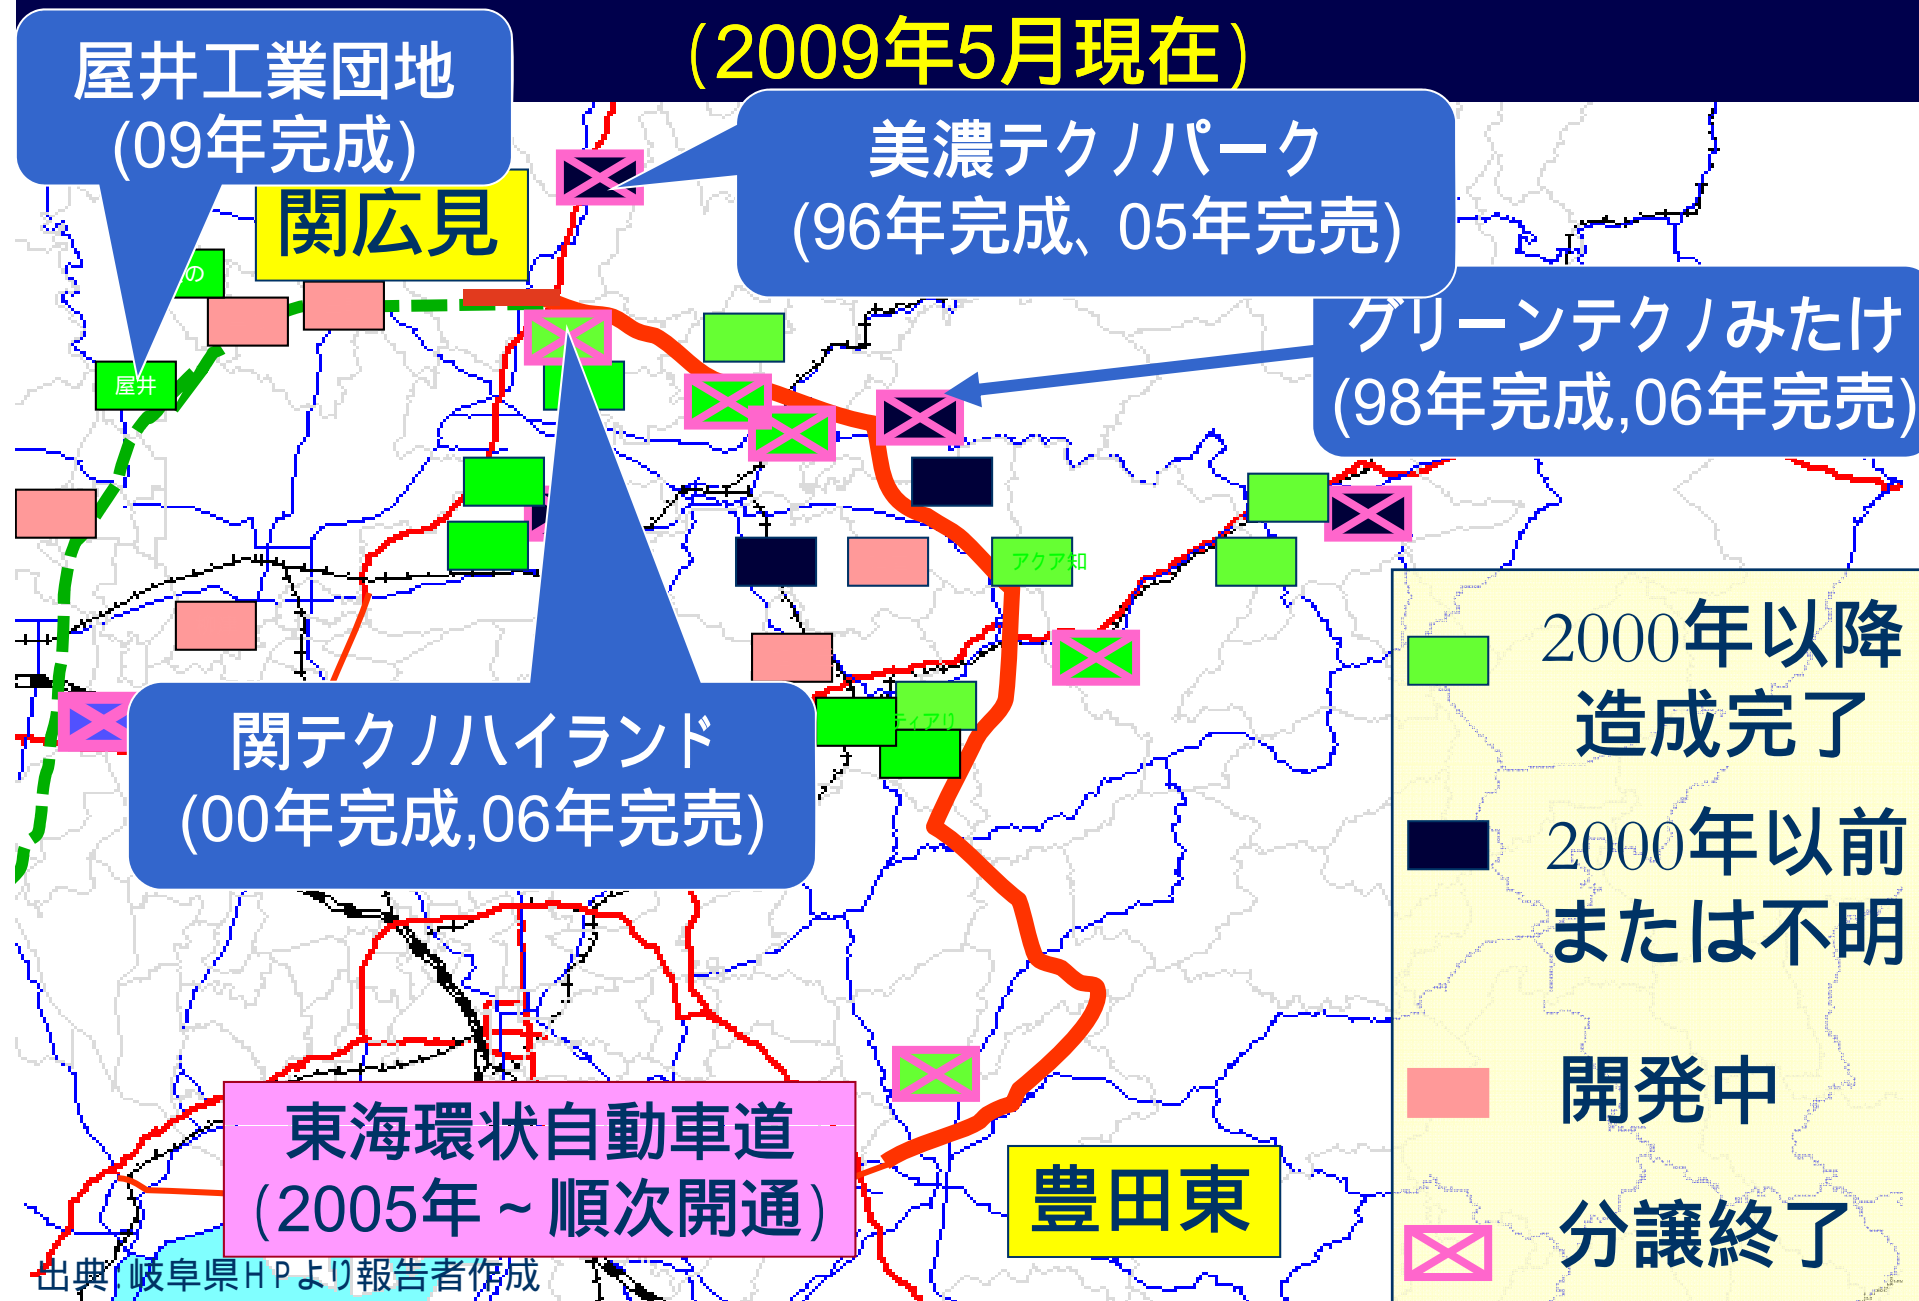 (2009年5月現在)
屋井工業団地
(09年完成)
美濃テクノパーク
(96年完成、05年完売)
関広見
の
グリーンテクノみたけ
(98年完成,06年完売)
屋井
アクア知
ティアリ
関テクノハイランド
(00年完成,06年完売)
2000年以降
造成完了
2000年以前
または不明
開発中
分譲終了
東海環状自動車道
(2005年~順次開通)
豊田東
出典:岐阜県HPより報告者作成